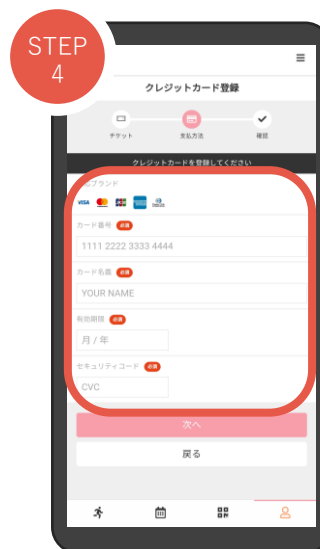 STEP
4
クレジットカード登録
チケット
支払方法
確認
クレジットカードを登録してください
ブランド
VISA
カード番号 必須
1111 2222 3333 4444
カード名義 必須
YOUR NAME
有効期限 必須
月 / 年
セキュリティコード 必須
CVC
次へ
戻る